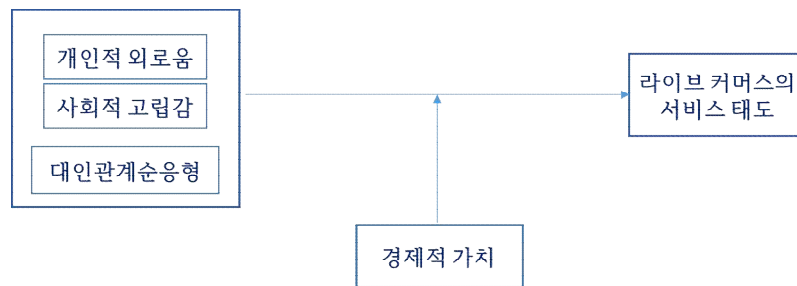 개인적 외로움
사회적 고립감
대인관계순응형
라이브 커머스의
서비스 태도
경제적 가치